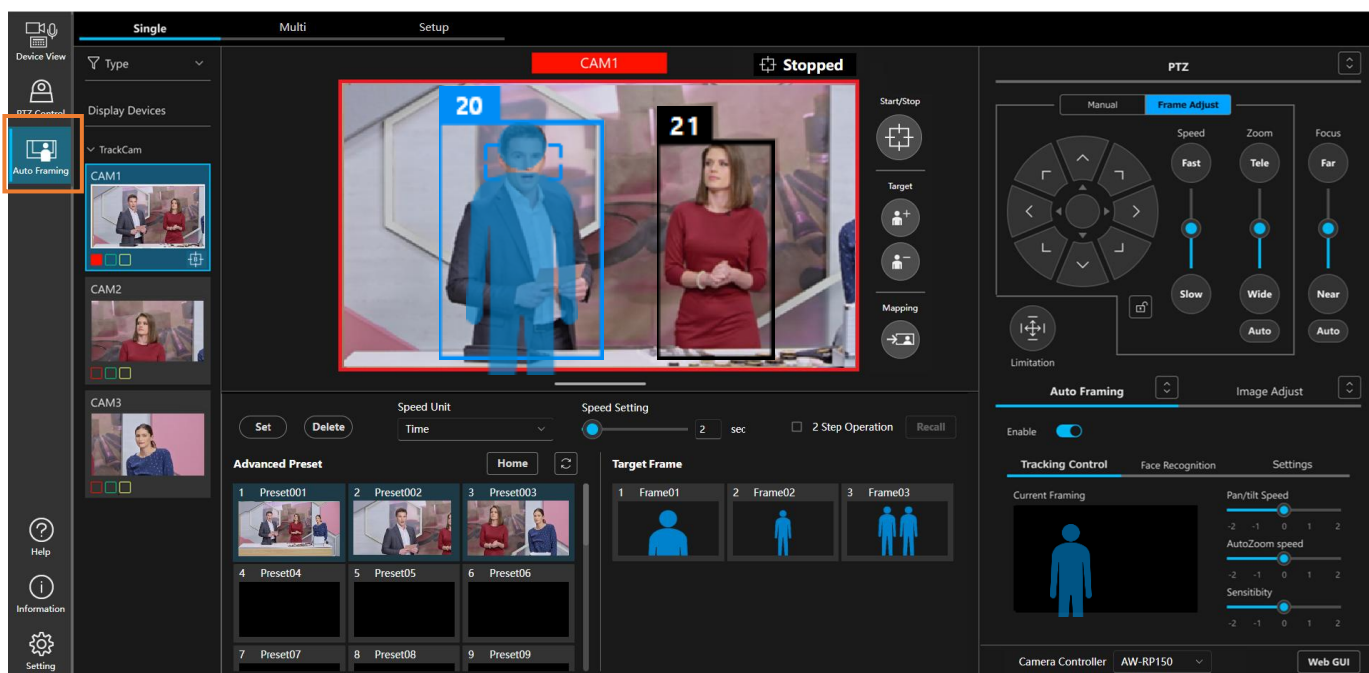 Device View
PTZ Control
Auto Framing
Help
Information
Setting
Single
Multi
Setup
Type
Display Devices
TrackCam
CAM1
CAM2
CAM3
CAM1
Stopped
20
21
Start/Stop
Target
Mapping
Set
Delete
Speed Unit
Time
Speed Setting
2 sec
2 Step Operation
Recall
Advanced Preset
Home
1 Preset001
2 Preset002
3 Preset003
4 Preset04
5 Preset05
6 Preset06
7 Preset07
8 Preset08
9 Preset09
Target Frame
1 Frame01
2 Frame02
3 Frame03
PTZ
Manual
Frame Adjust
Speed
Zoom
Focus
Fast
Tele
Far
Slow
Wide
Near
Auto
Auto
Limitation
Auto Framing
Image Adjust
Enable
Tracking Control
Face Recognition
Settings
Current Framing
Pan/tilt Speed
-2 -1 0 1 2
AutoZoom speed
-2 -1 0 1 2
Sensitibity
-2 -1 0 1 2
Camera Controller
AW-RP150
Web GUI